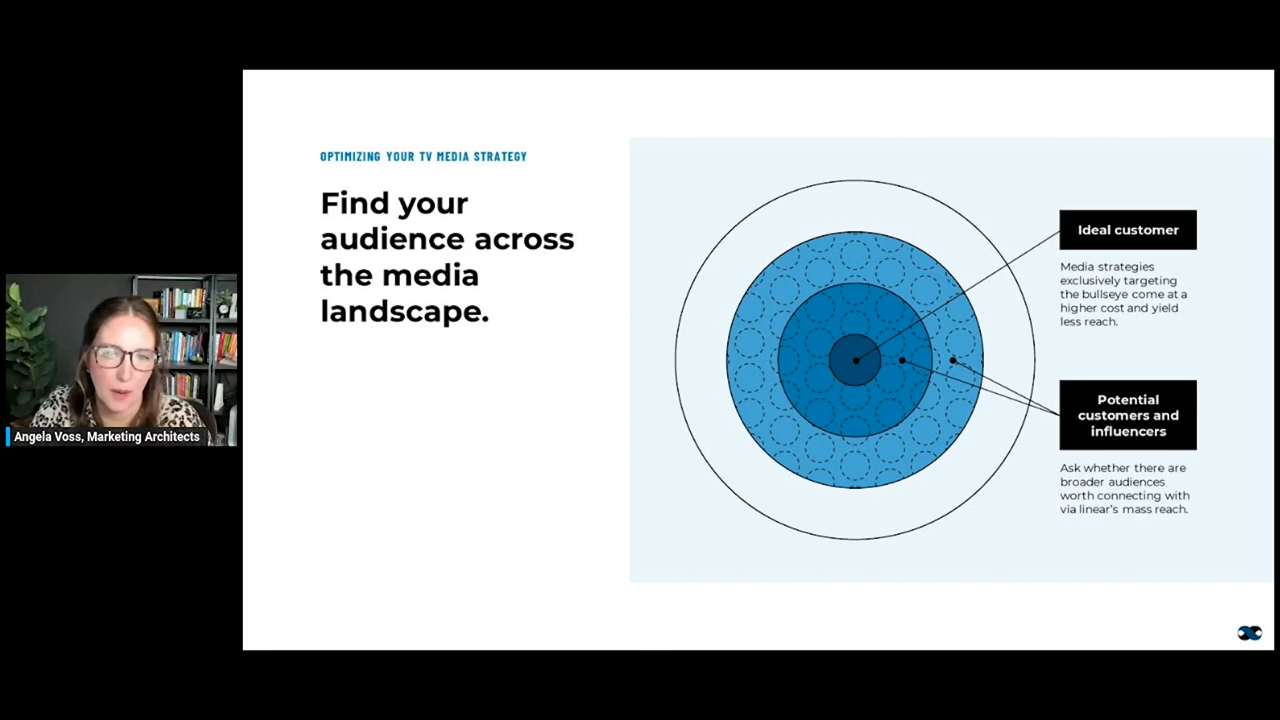 OPTIMIZING YOUR TV MEDIA STRATEGY
Find your
audience across
the media
landscape.
Ideal customer
Media strategies
exclusively targeting
the bullseye come at a
higher cost and yield
less reach.
Potential
customers and
influencers
Ask whether there are
broader audiences
worth connecting with
via linear's mass reach.
Angela Voss, Marketing Architects